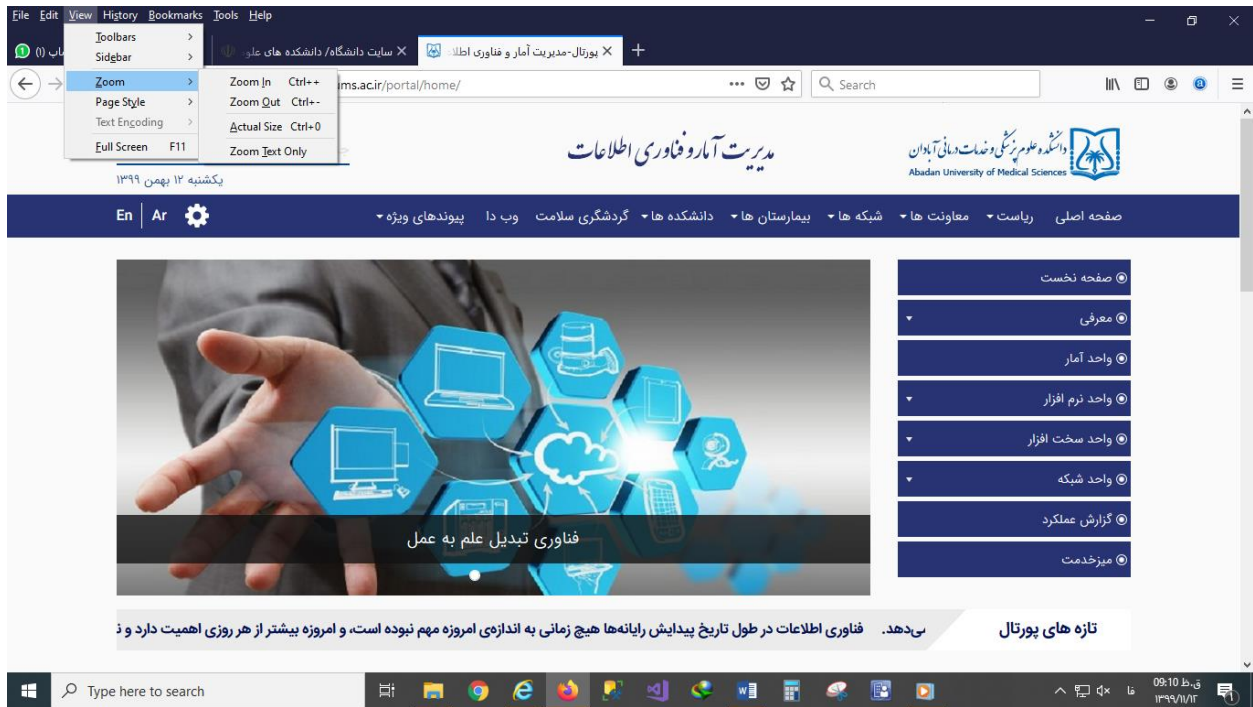 File Edit View History Bookmarks Tools Help
Toolbars
Sidebar
Zoom
Page Style
Text Encoding
Full Screen F11
Zoom In Ctrl++
Zoom Out Ctrl+-
Actual Size Ctrl+0
Zoom Text Only
سایت دانشگاه/ دانشکده های علو
پورتال-مدیریت آمار و فناوری اطلا
ims.ac.ir/portal/home/
Search
دانشکده علوم پزشکی و خدمات درمانی آبادان
Abadan University of Medical Sciences
مدیریت آمار و فناوری اطلاعات
یکشنبه ۱۲ بهمن ۱۳۹۹
صفحه اصلی ریاست معاونت ها شبکه ها بیمارستان ها دانشکده ها گردشگری سلامت وب دا پیوندهای ویژه
En Ar
صفحه نخست
معرفی
واحد آمار
واحد نرم افزار
واحد سخت افزار
واحد شبکه
گزارش عملکرد
میزخدمت
فناوری تبدیل علم به عمل
تازه های پورتال
می‌دهد. فناوری اطلاعات در طول تاریخ پیدایش رایانه‌ها هیچ زمانی به اندازه‌ی امروزه مهم نبوده است، و امروزه بیشتر از هر روزی اهمیت دارد و
Type here to search
فا
09:10 ق.ظ
۱۳۹۹/۱۱/۱۲